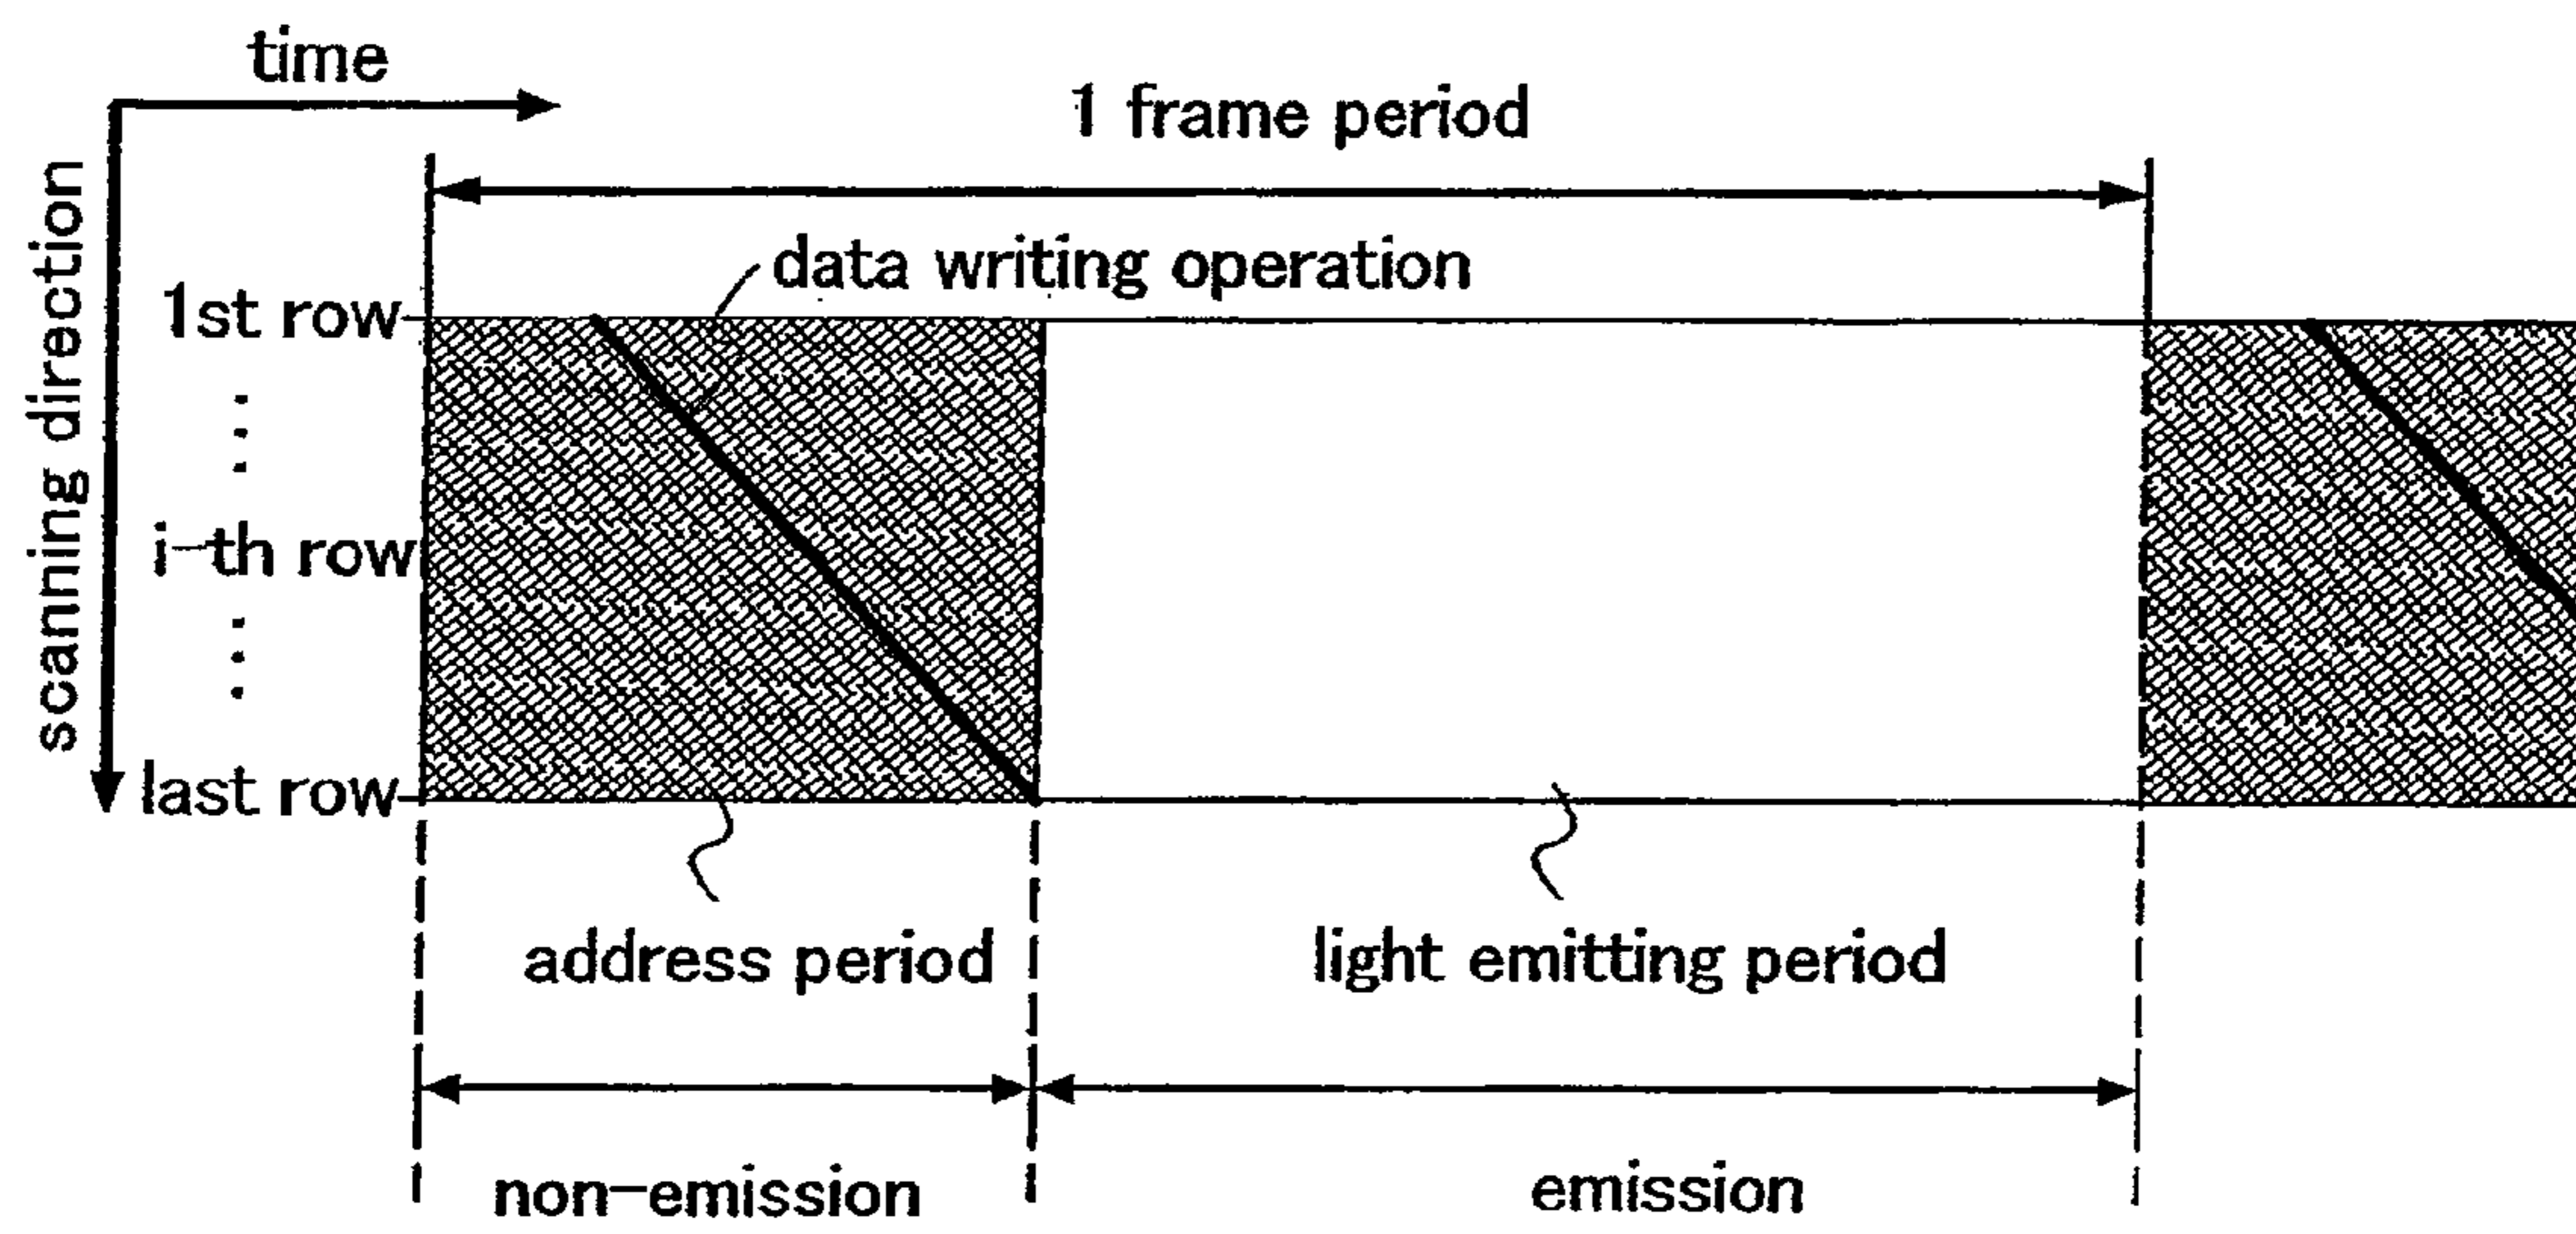 time
1 frame period
scanning direction
data writing operation
1st row
i-th row
last row
address period
light emitting period
non-emission
emission